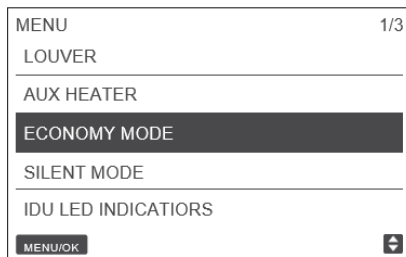 MENU 1/3
LOUVER
AUX HEATER
ECONOMY MODE
SILENT MODE
IDU LED INDICATIORS
MENU/OK